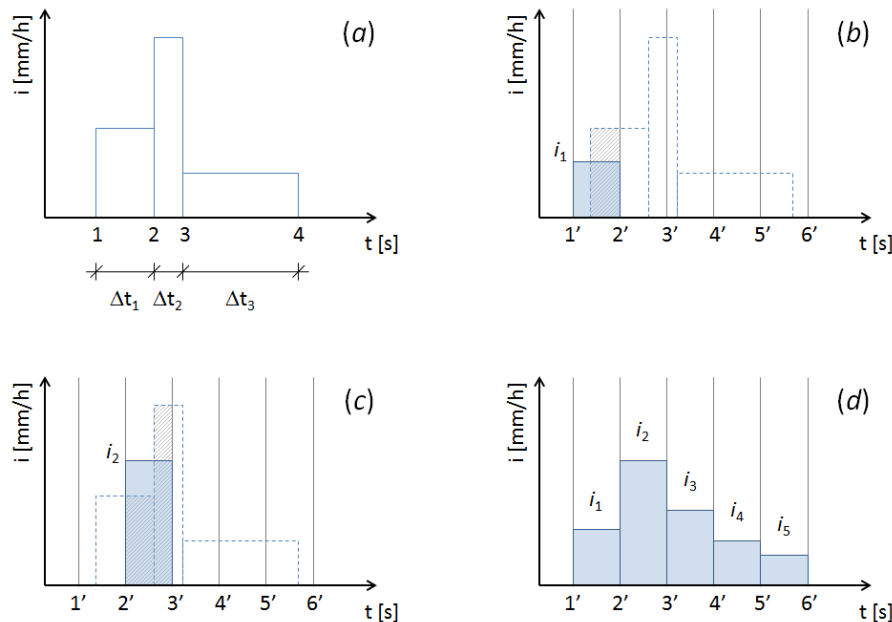 (a)
i [mm/h]
1 2 3 4
t [s]
Δt₁ Δt₂ Δt₃
(b)
i [mm/h]
i₁
1’ 2’ 3’ 4’ 5’ 6’
t [s]
(c)
i [mm/h]
i₂
1’ 2’ 3’ 4’ 5’ 6’
t [s]
(d)
i [mm/h]
i₁ i₂ i₃ i₄ i₅
1’ 2’ 3’ 4’ 5’ 6’
t [s]